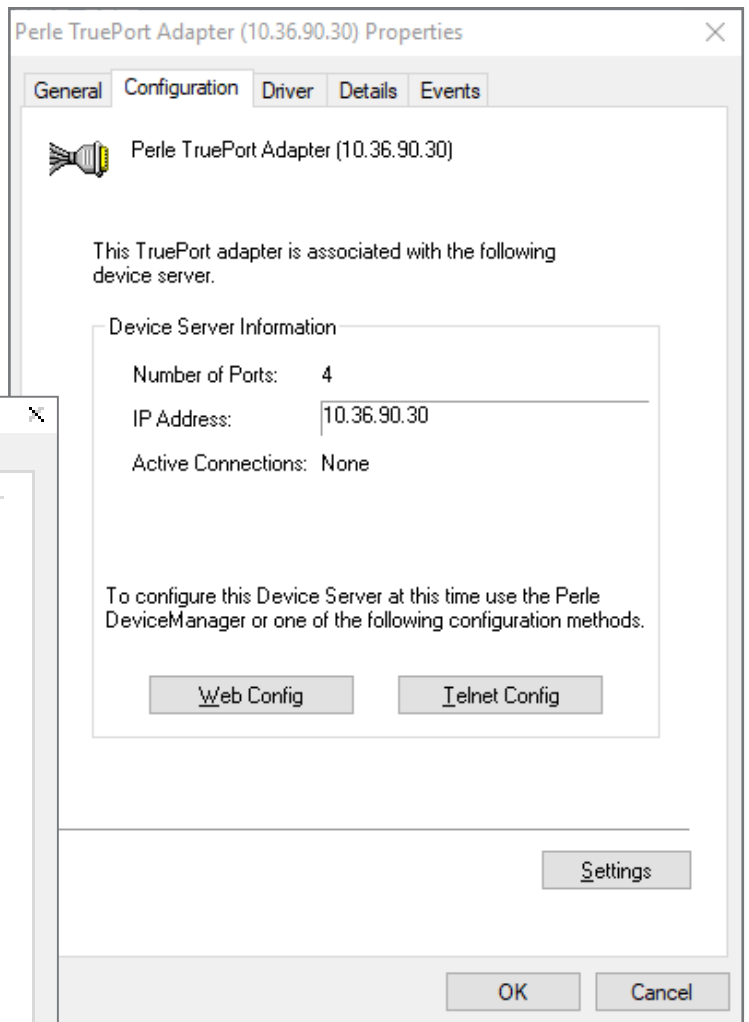 Perle TruePort Adapter (10.36.90.30) Properties
General Configuration Driver Details Events
Perle TruePort Adapter (10.36.90.30)
This TruePort adapter is associated with the following
device server.
Device Server Information
Number of Ports: 4
IP Address: 10.36.90.30
Active Connections: None
To configure this Device Server at this time use the Perle
DeviceManager or one of the following configuration methods.
Web Config Telnet Config
Settings
OK Cancel